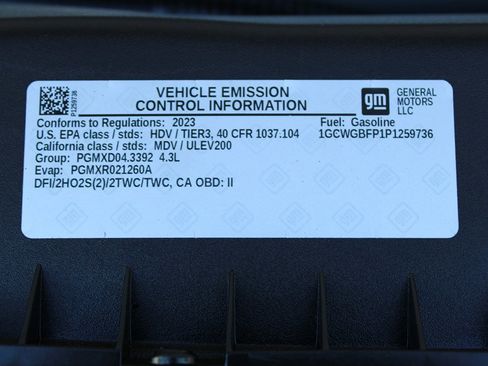 P1259736
VEHICLE EMISSION
CONTROL INFORMATION
gm
GENERAL
MOTORS
LLC
Conforms to Regulations: 2023
Fuel: Gasoline
U.S. EPA class / stds: HDV / TIER3, 40 CFR 1037.104
1GCWGBFP1P1259736
California class / stds: MDV / ULEV200
Group: PGMXD04.3392 4.3L
Evap: PGMXR021260A
DFI/2HO2S(2)/2TWC/TWC, CA OBD: II